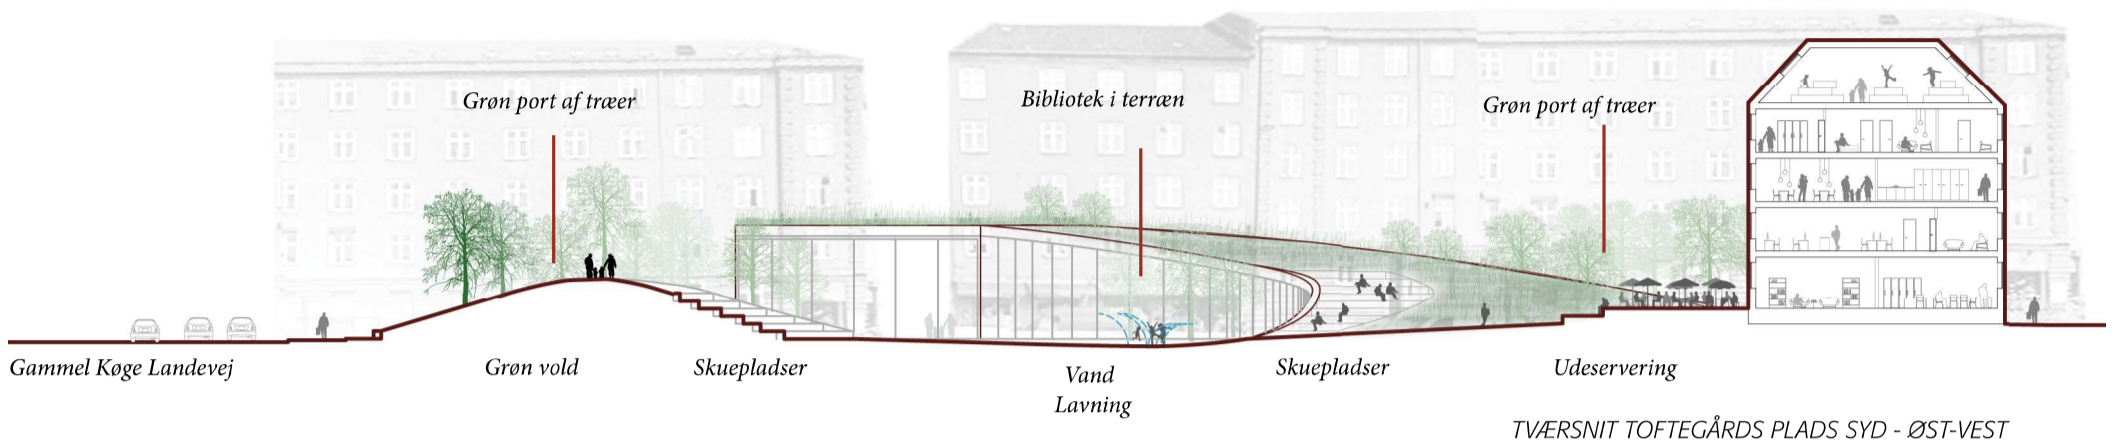 Grøn port af træer
Bibliotek i terræn
Grøn port af træer
Gammel Køge Landevej
Grøn vold
Skuepladser
Vand
Lavning
Skuepladser
Udeservering
TVÆRSNIT TOFTEGÅRDS PLADS SYD - ØST-VEST